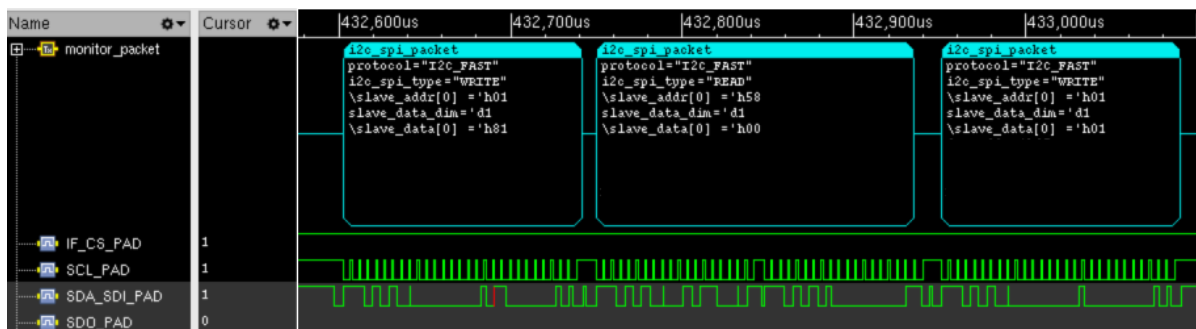 Name
Cursor
432,600us
432,700us
432,800us
432,900us
433,000us
monitor_packet
i2c_spi_packet
protocol="I2C_FAST"
i2c_spi_type="WRITE"
\slave_addr[0] ='h01
slave_data_dim='d1
\slave_data[0] ='h81
i2c_spi_packet
protocol="I2C_FAST"
i2c_spi_type="READ"
\slave_addr[0] ='h58
slave_data_dim='d1
\slave_data[0] ='h00
i2c_spi_packet
protocol="I2C_FAST"
i2c_spi_type="WRITE"
\slave_addr[0] ='h01
slave_data_dim='d1
\slave_data[0] ='h01
IF_CS_PAD 1
SCL_PAD 1
SDA_SDI_PAD 1
SDO_PAD 0